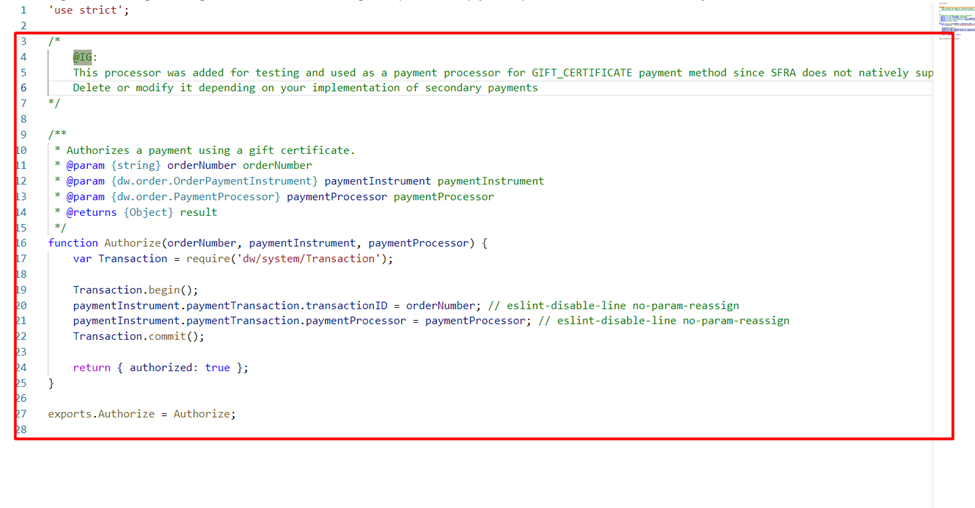 1 'use strict';
2
3 /*
4 @IG:
5 This processor was added for testing and used as a payment processor for GIFT_CERTIFICATE payment method since SFRA does not natively sup
6 Delete or modify it depending on your implementation of secondary payments
7 */
8
9 /**
10 * Authorizes a payment using a gift certificate.
11 * @param {string} orderNumber orderNumber
12 * @param {dw.order.OrderPaymentInstrument} paymentInstrument paymentInstrument
13 * @param {dw.order.PaymentProcessor} paymentProcessor paymentProcessor
14 * @returns {Object} result
15 */
16 function Authorize(orderNumber, paymentInstrument, paymentProcessor) {
17 var Transaction = require('dw/system/Transaction');
18
19 Transaction.begin();
20 paymentInstrument.paymentTransaction.transactionID = orderNumber; // eslint-disable-line no-param-reassign
21 paymentInstrument.paymentTransaction.paymentProcessor = paymentProcessor; // eslint-disable-line no-param-reassign
22 Transaction.commit();
23
24 return { authorized: true };
25 }
26
27 exports.Authorize = Authorize;
28